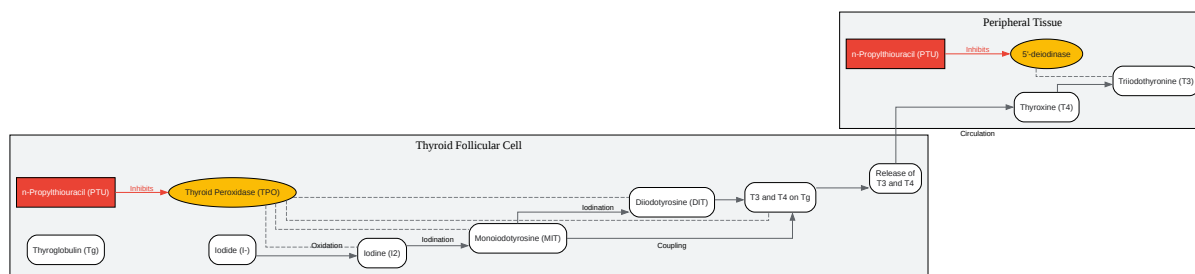 Peripheral Tissue
n-Propylthiouracil (PTU)
Inhibits
5'-deiodinase
Triiodothyronine (T3)
Thyroxine (T4)
Circulation
Thyroid Follicular Cell
n-Propylthiouracil (PTU)
Inhibits
Thyroid Peroxidase (TPO)
Release of
T3 and T4
Diiodotyrosine (DIT)
T3 and T4 on Tg
Iodination
Monoiodotyrosine (MIT)
Thyroglobulin (Tg)
Iodide (I-)
Oxidation
Iodine (I2)
Iodination
Coupling